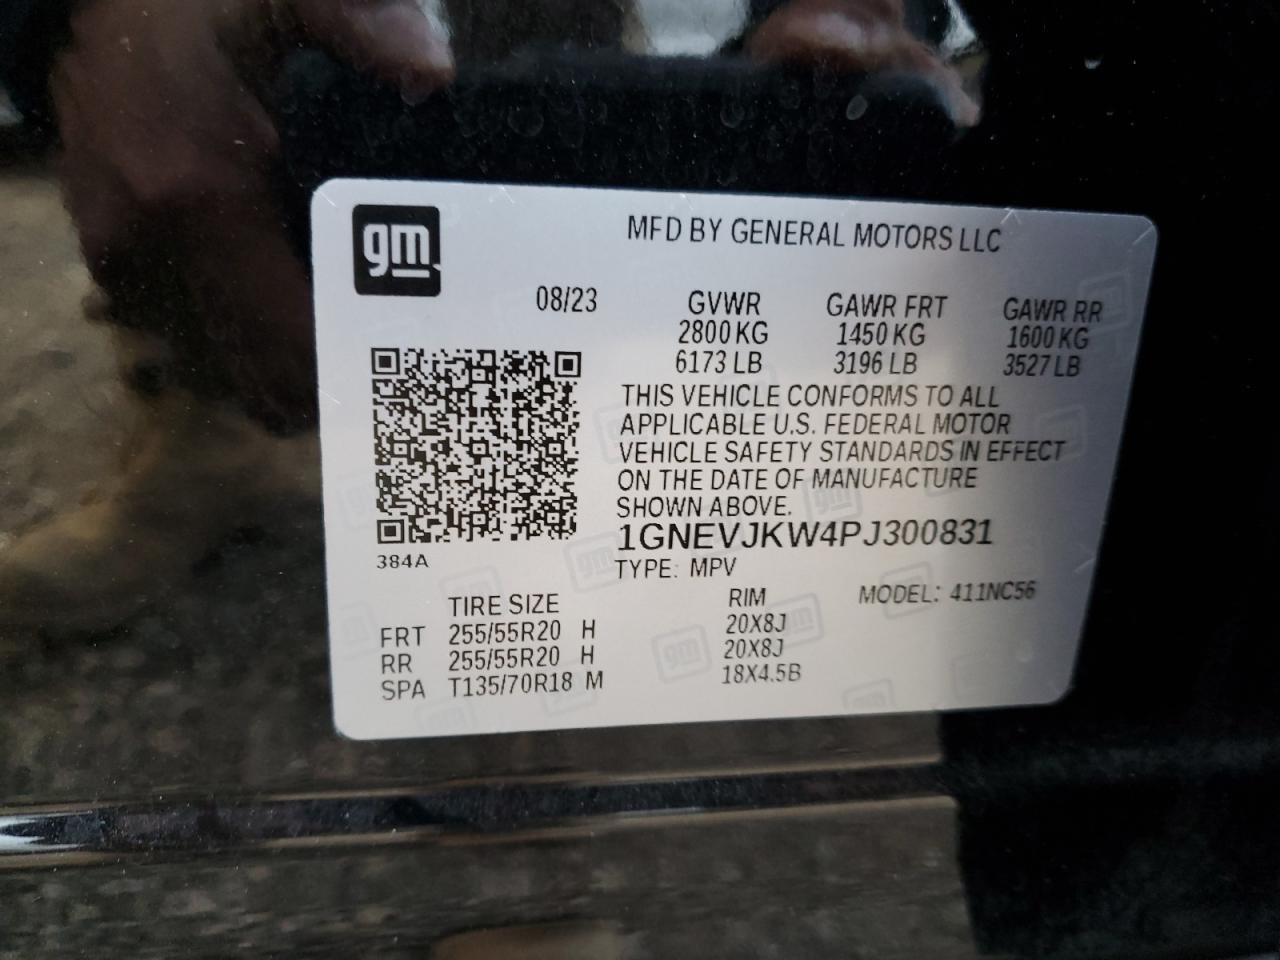 gm
MFD BY GENERAL MOTORS LLC
08/23 GVWR GAWR FRT GAWR RR
2800 KG 1450 KG 1600 KG
6173 LB 3196 LB 3527 LB
THIS VEHICLE CONFORMS TO ALL
APPLICABLE U.S. FEDERAL MOTOR
VEHICLE SAFETY STANDARDS IN EFFECT
ON THE DATE OF MANUFACTURE
SHOWN ABOVE.
1GNEVJKW4PJ300831
384A
TYPE: MPV
TIRE SIZE RIM MODEL: 411NC56
FRT 255/55R20 H 20X8J
RR 255/55R20 H 20X8J
SPA T135/70R18 M 18X4.5B